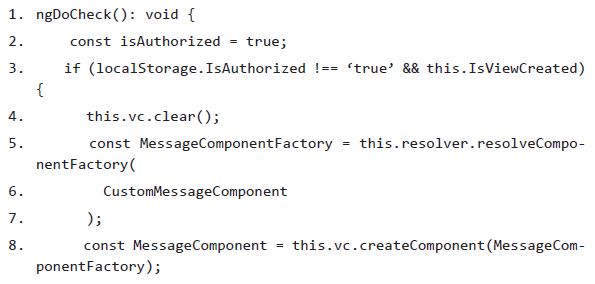 1. ngDoCheck(): void {
2. const isAuthorized = true;
3. if (localStorage.IsAuthorized !== ‘true’ && this.IsViewCreated)
{
4. this.vc.clear();
5. const MessageComponentFactory = this.resolver.resolveCompo-
nentFactory(
6. CustomMessageComponent
7. );
8. const MessageComponent = this.vc.createComponent(MessageCom-
ponentFactory);